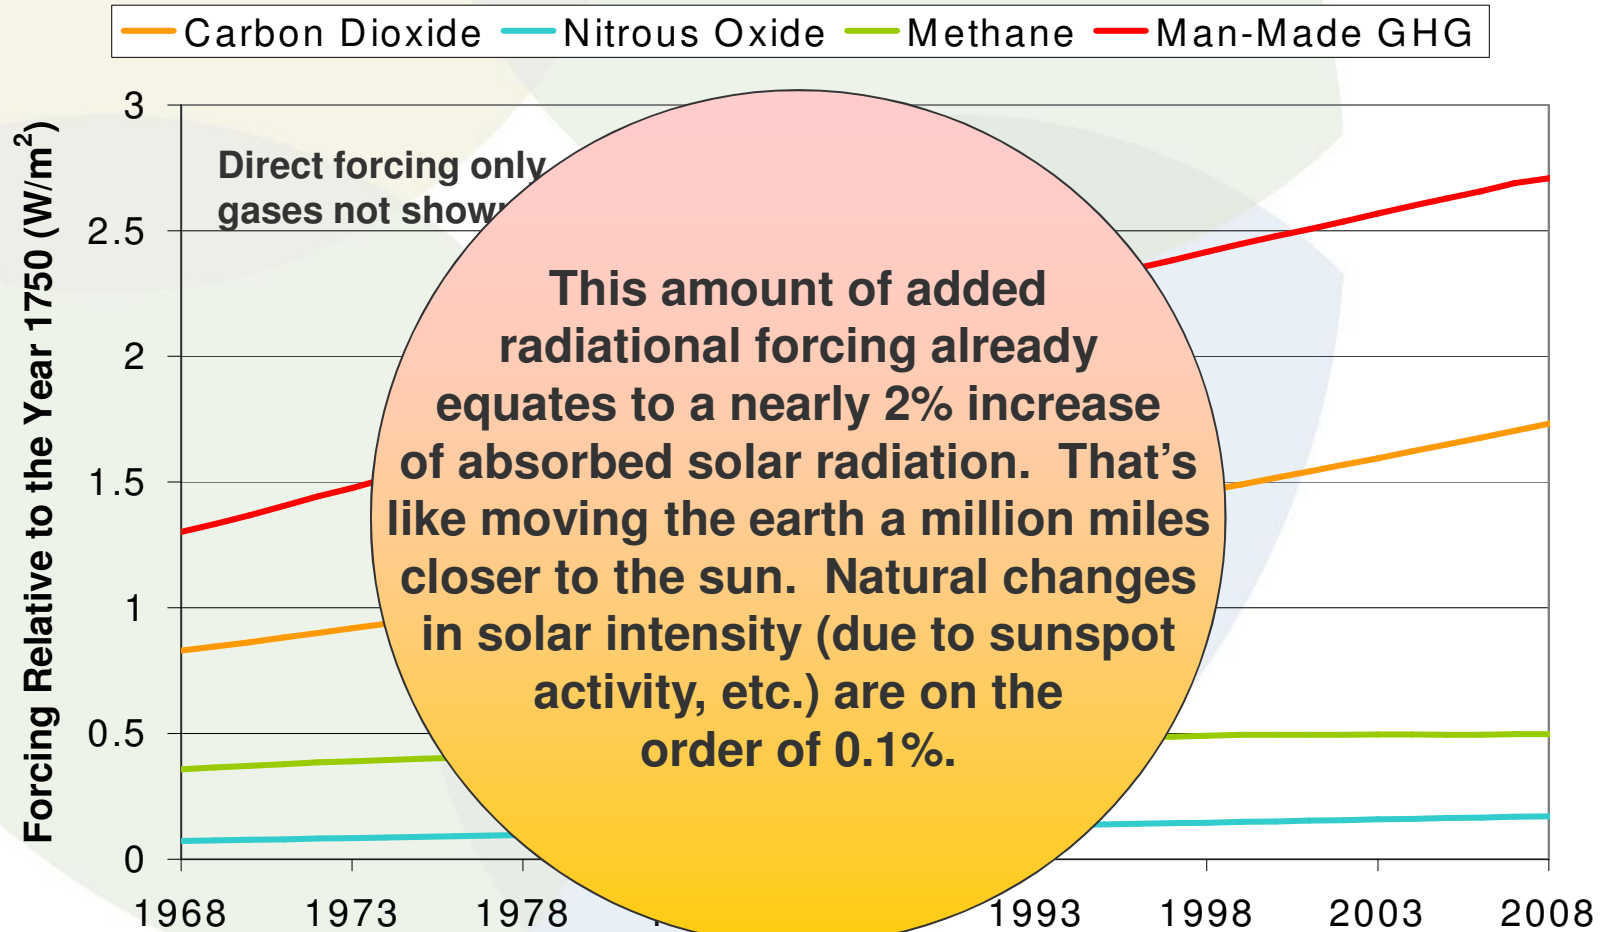 Carbon Dioxide Nitrous Oxide Methane Man-Made GHG
Forcing Relative to the Year 1750 (W/m²)
3
2.5
2
1.5
1
0.5
0
Direct forcing only
gases not
This amount of added
radiational forcing already
equates to a nearly 2% increase
of absorbed solar radiation. That's
like moving the earth a million miles
closer to the sun. Natural changes
in solar intensity (due to sunspot
activity, etc.) are on the
order of 0.1%.
1968 1973 1978 1993 1998 2003 2008